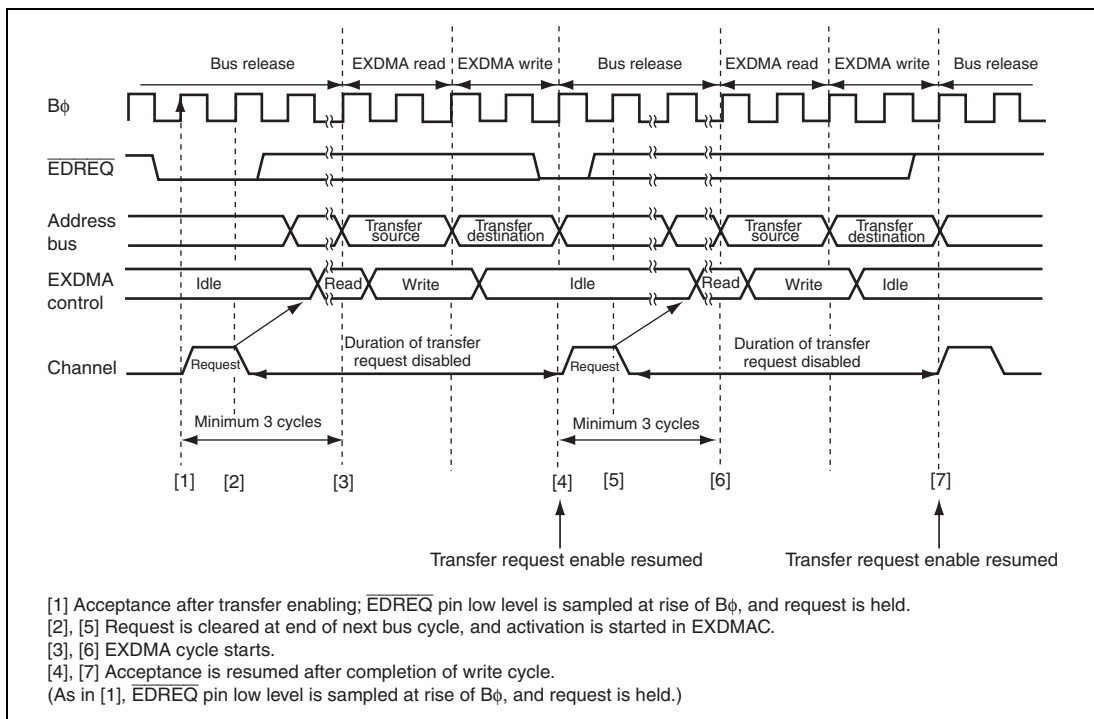 Bus release EXDMA read EXDMA write Bus release EXDMA read EXDMA write Bus release
Bϕ
E̅D̅R̅E̅Q̅
Address bus
Transfer source Transfer destination Transfer source Transfer destination
EXDMA control
Idle Read Write Idle Read Write Idle
Channel
Request Duration of transfer request disabled Request Duration of transfer request disabled
Minimum 3 cycles Minimum 3 cycles
[1] [2] [3] [4] [5] [6] [7]
Transfer request enable resumed Transfer request enable resumed
[1] Acceptance after transfer enabling; E̅D̅R̅E̅Q̅ pin low level is sampled at rise of Bϕ, and request is held.
[2], [5] Request is cleared at end of next bus cycle, and activation is started in EXDMAC.
[3], [6] EXDMA cycle starts.
[4], [7] Acceptance is resumed after completion of write cycle.
(As in [1], E̅D̅R̅E̅Q̅ pin low level is sampled at rise of Bϕ, and request is held.)